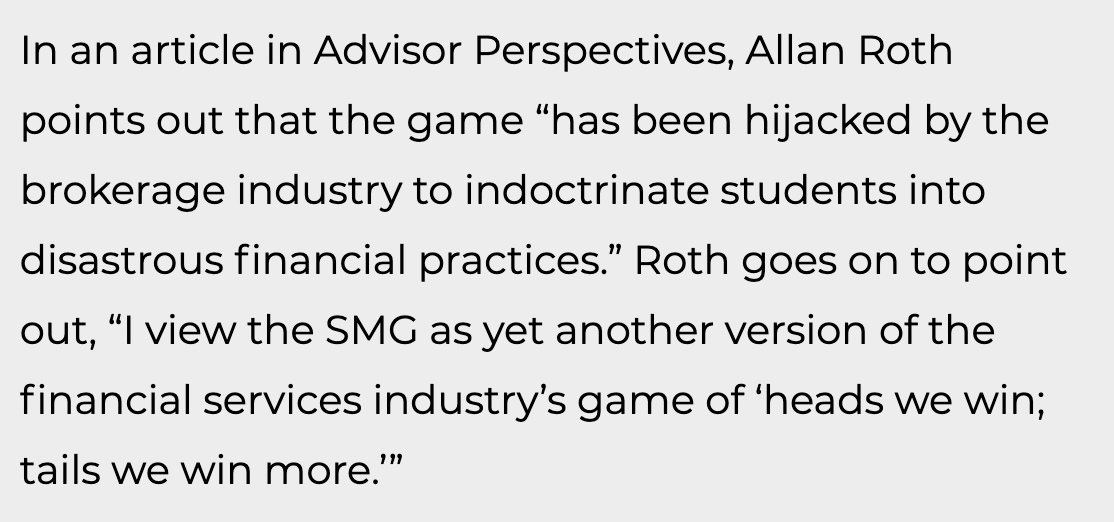 In an article in Advisor Perspectives, Allan Roth
points out that the game “has been hijacked by the
brokerage industry to indoctrinate students into
disastrous financial practices.” Roth goes on to point
out, “I view the SMG as yet another version of the
financial services industry’s game of ‘heads we win;
tails we win more.’”